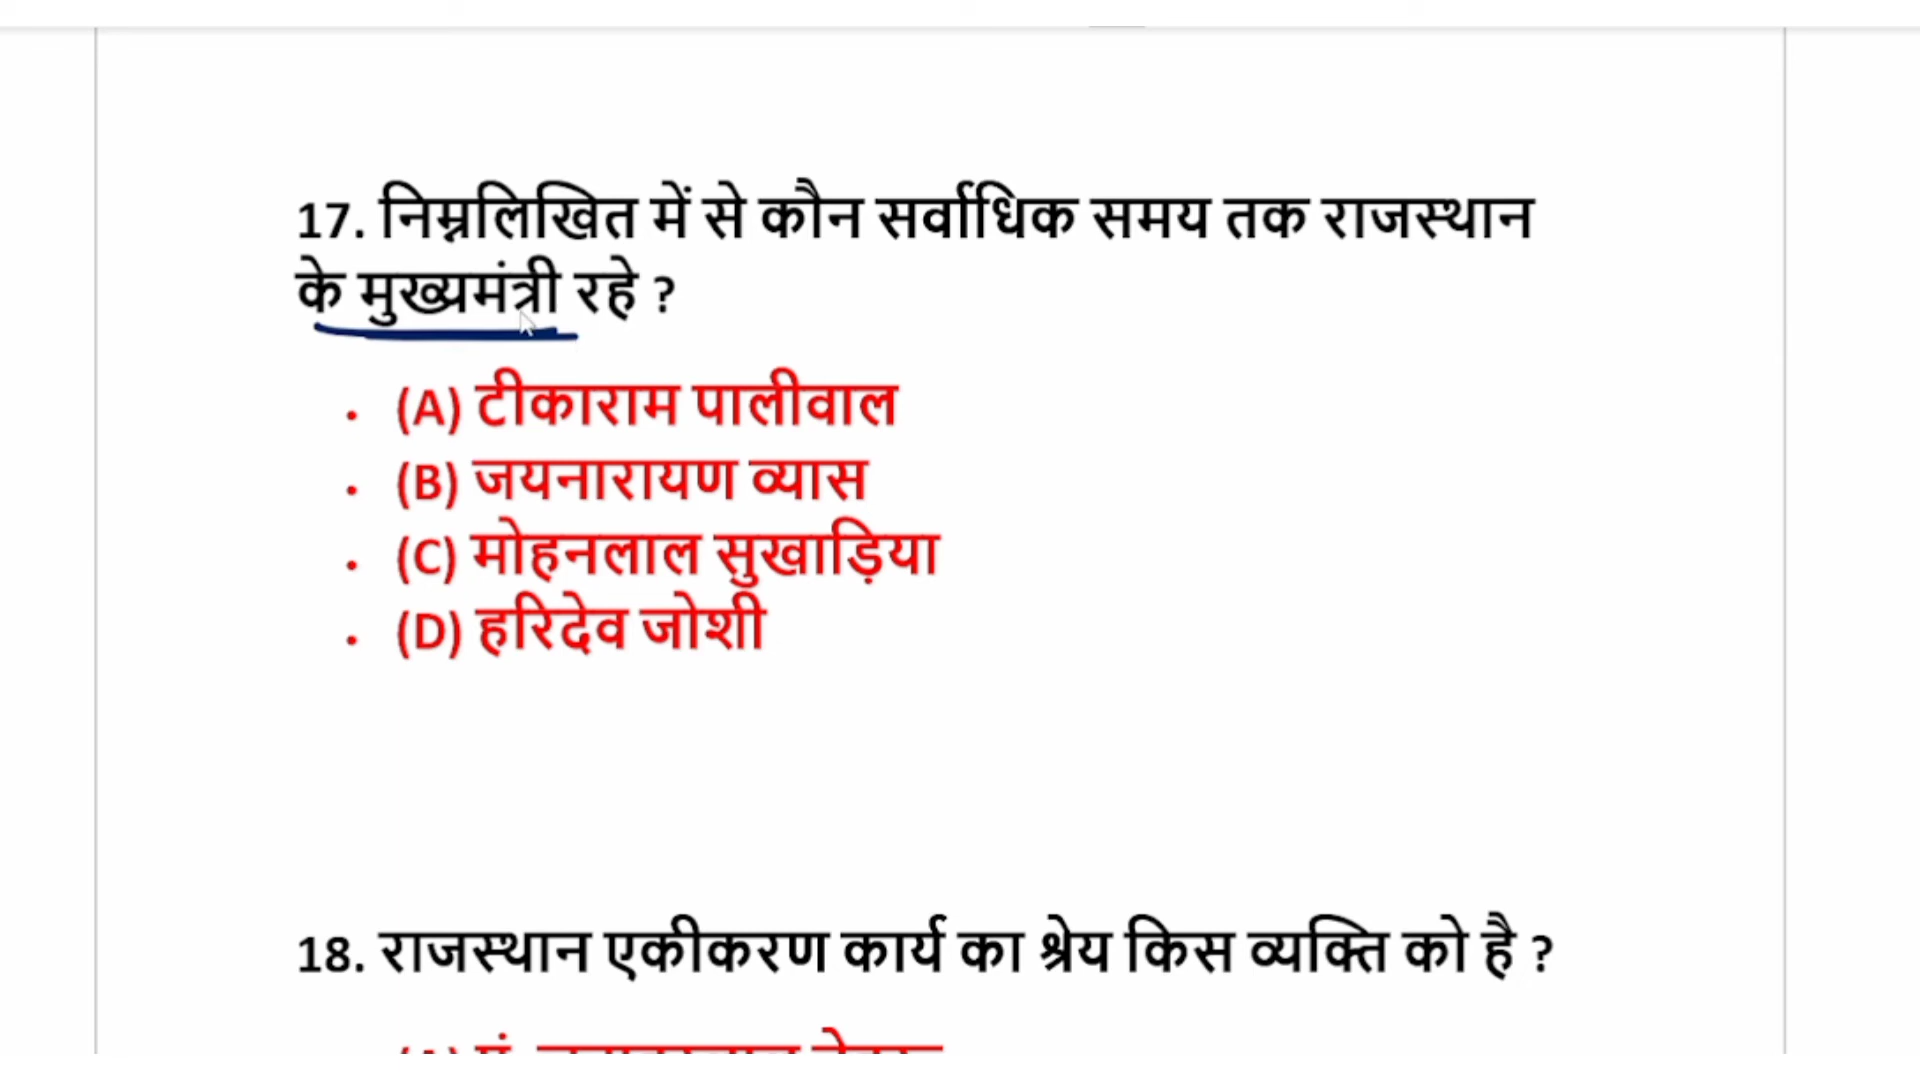 17. निम्नलिखित में से कौन सर्वाधिक समय तक राजस्थान
के मुख्यमंत्री रहे ?
• (A) टीकाराम पालीवाल
• (B) जयनारायण व्यास
• (C) मोहनलाल सुखाड़िया
• (D) हरिदेव जोशी
18. राजस्थान एकीकरण कार्य का श्रेय किस व्यक्ति को है ?